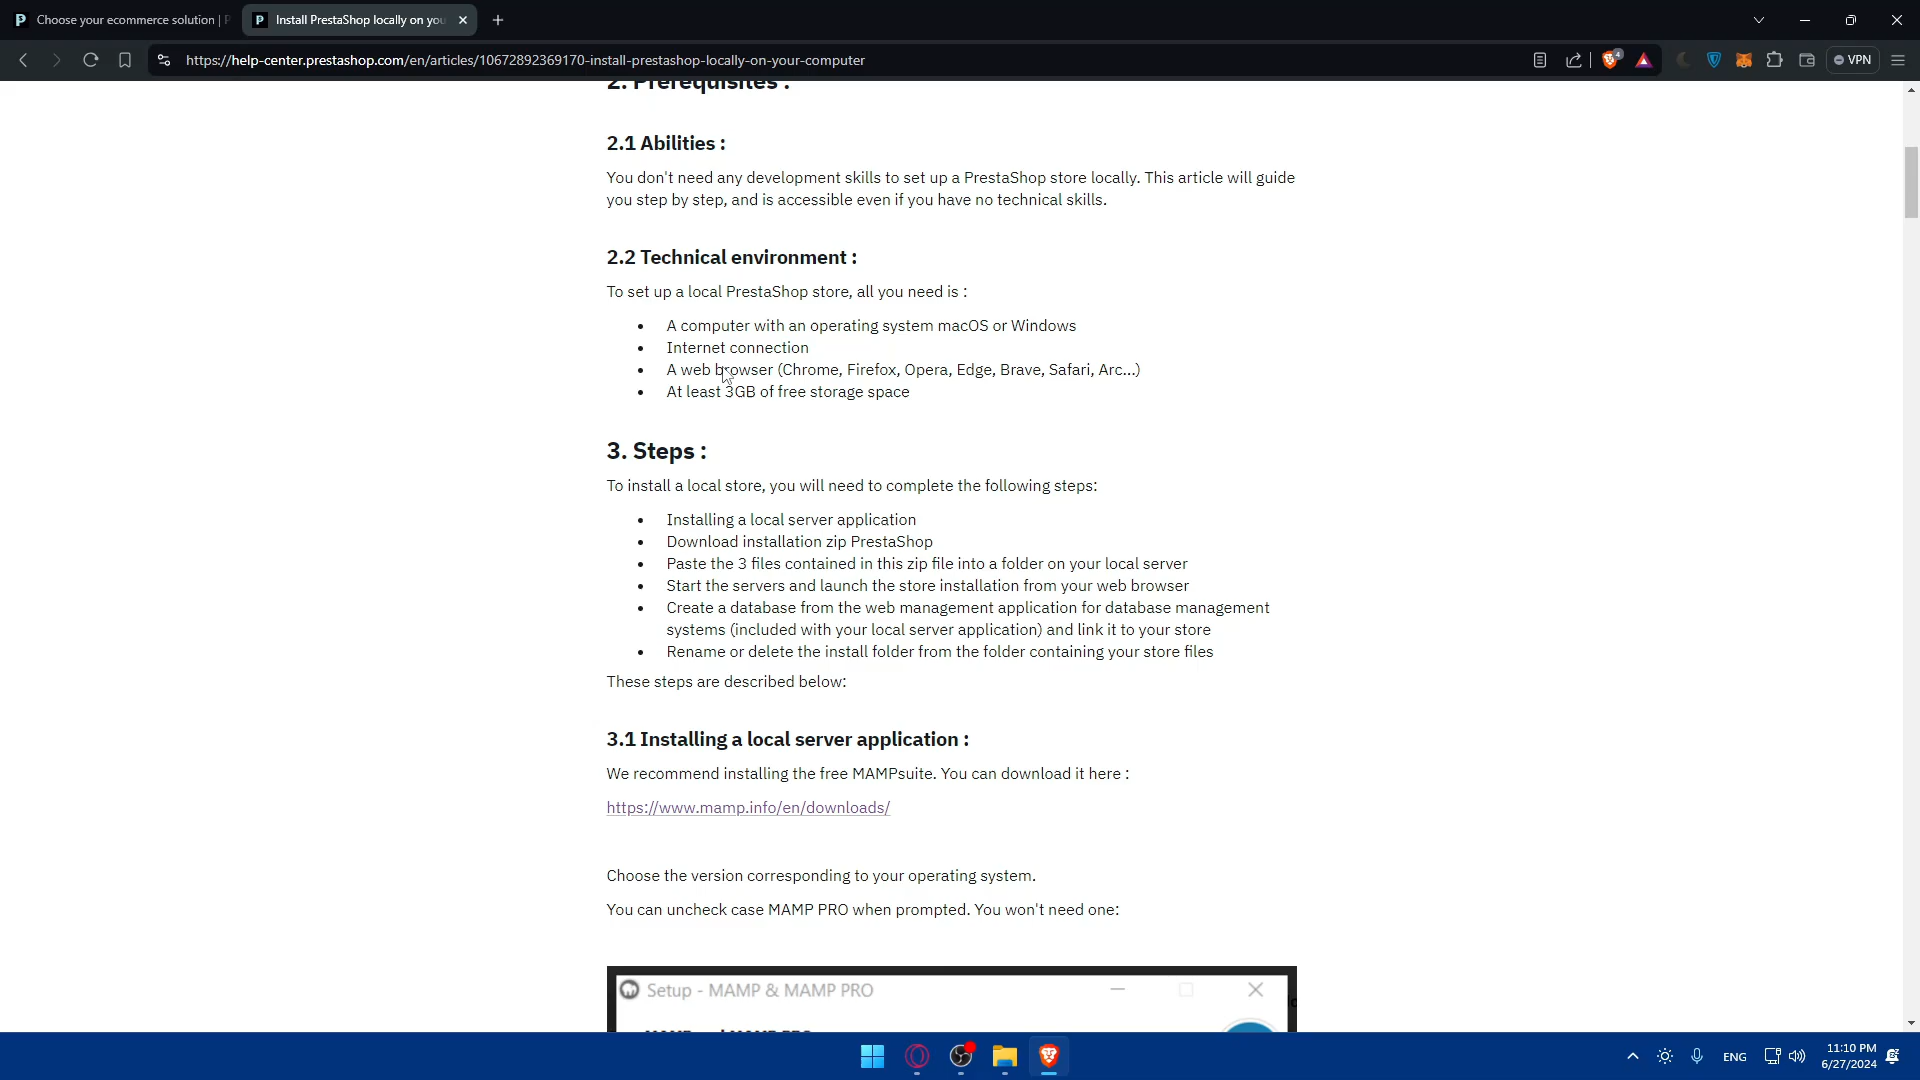 Choose your ecommerce solution | P
Install PrestaShop locally on you
https://help-center.prestashop.com/en/articles/10672892369170-install-prestashop-locally-on-your-computer
4
VPN
2. Prerequisites :
2.1 Abilities :
You don't need any development skills to set up a PrestaShop store locally. This article will guide
you step by step, and is accessible even if you have no technical skills.
2.2 Technical environment :
To set up a local PrestaShop store, all you need is :
• A computer with an operating system macOS or Windows
• Internet connection
• A web browser (Chrome, Firefox, Opera, Edge, Brave, Safari, Arc...)
• At least 3GB of free storage space
3. Steps :
To install a local store, you will need to complete the following steps:
• Installing a local server application
• Download installation zip PrestaShop
• Paste the 3 files contained in this zip file into a folder on your local server
• Start the servers and launch the store installation from your web browser
• Create a database from the web management application for database management
systems (included with your local server application) and link it to your store
• Rename or delete the install folder from the folder containing your store files
These steps are described below:
3.1 Installing a local server application :
We recommend installing the free MAMPsuite. You can download it here :
https://www.mamp.info/en/downloads/
Choose the version corresponding to your operating system.
You can uncheck case MAMP PRO when prompted. You won't need one:
Setup - MAMP & MAMP PRO
ENG
11:10 PM
6/27/2024